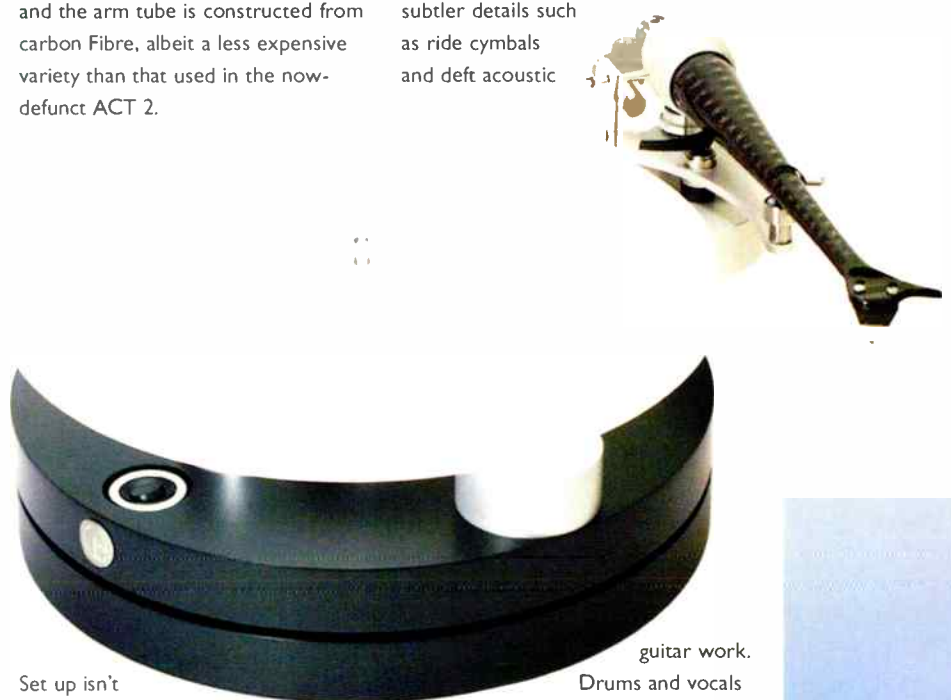 and the arm tube is constructed from
carbon Fibre, albeit a less expensive
variety than that used in the now-
defunct ACT 2.
Set up isn't
subtler details such
as ride cymbals
and deft acoustic
guitar work.
Drums and vocals